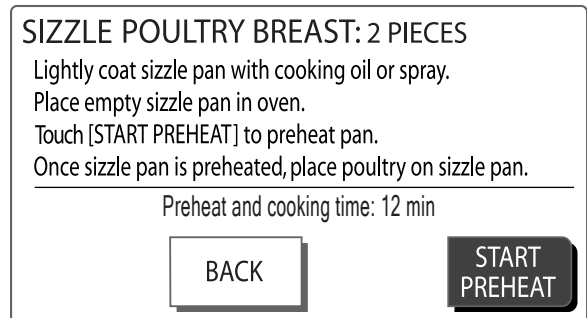 SIZZLE POULTRY BREAST: 2 PIECES
Lightly coat sizzle pan with cooking oil or spray.
Place empty sizzle pan in oven.
Touch [START PREHEAT] to preheat pan.
Once sizzle pan is preheated, place poultry on sizzle pan.
Preheat and cooking time: 12 min
BACK
START
PREHEAT